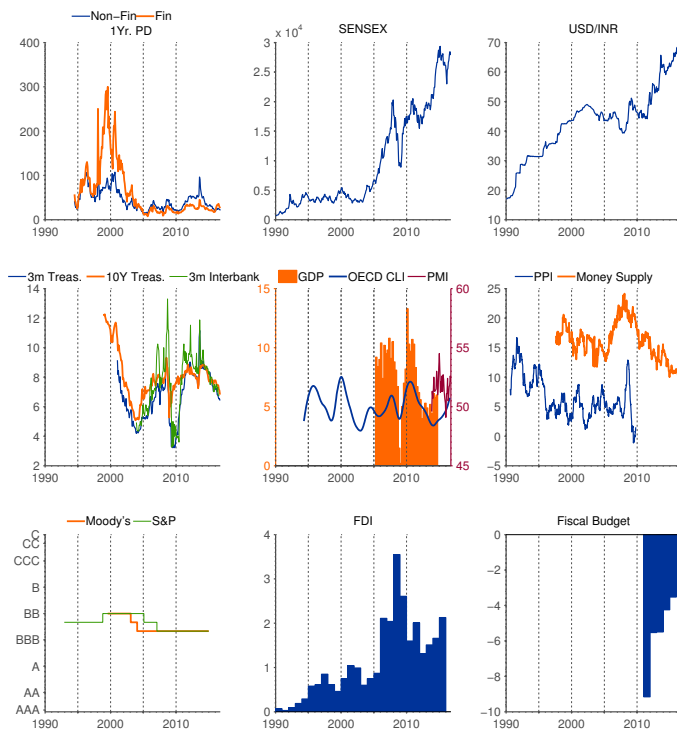 Non-Fin Fin
1Yr. PD
400
300
200
100
0
1990 2000 2010
x 10⁴ SENSEX
3
2.5
2
1.5
1
0.5
0
1990 2000 2010
USD/INR
70
60
50
40
30
20
10
1990 2000 2010
3m Treas. 10Y Treas. 3m Interbank
14
12
10
8
6
4
2
1990 2000 2010
GDP OECD CLI PMI
15 60
10 55
5 50
0 45
1990 2000 2010
PPI Money Supply
25
20
15
10
5
0
−5
1990 2000 2010
Moody's S&P
C
CC
CCC
B
BB
BBB
A
AA
AAA
1990 2000 2010
FDI
4
3
2
1
0
1990 2000 2010
Fiscal Budget
0
−2
−4
−6
−8
−10
1990 2000 2010